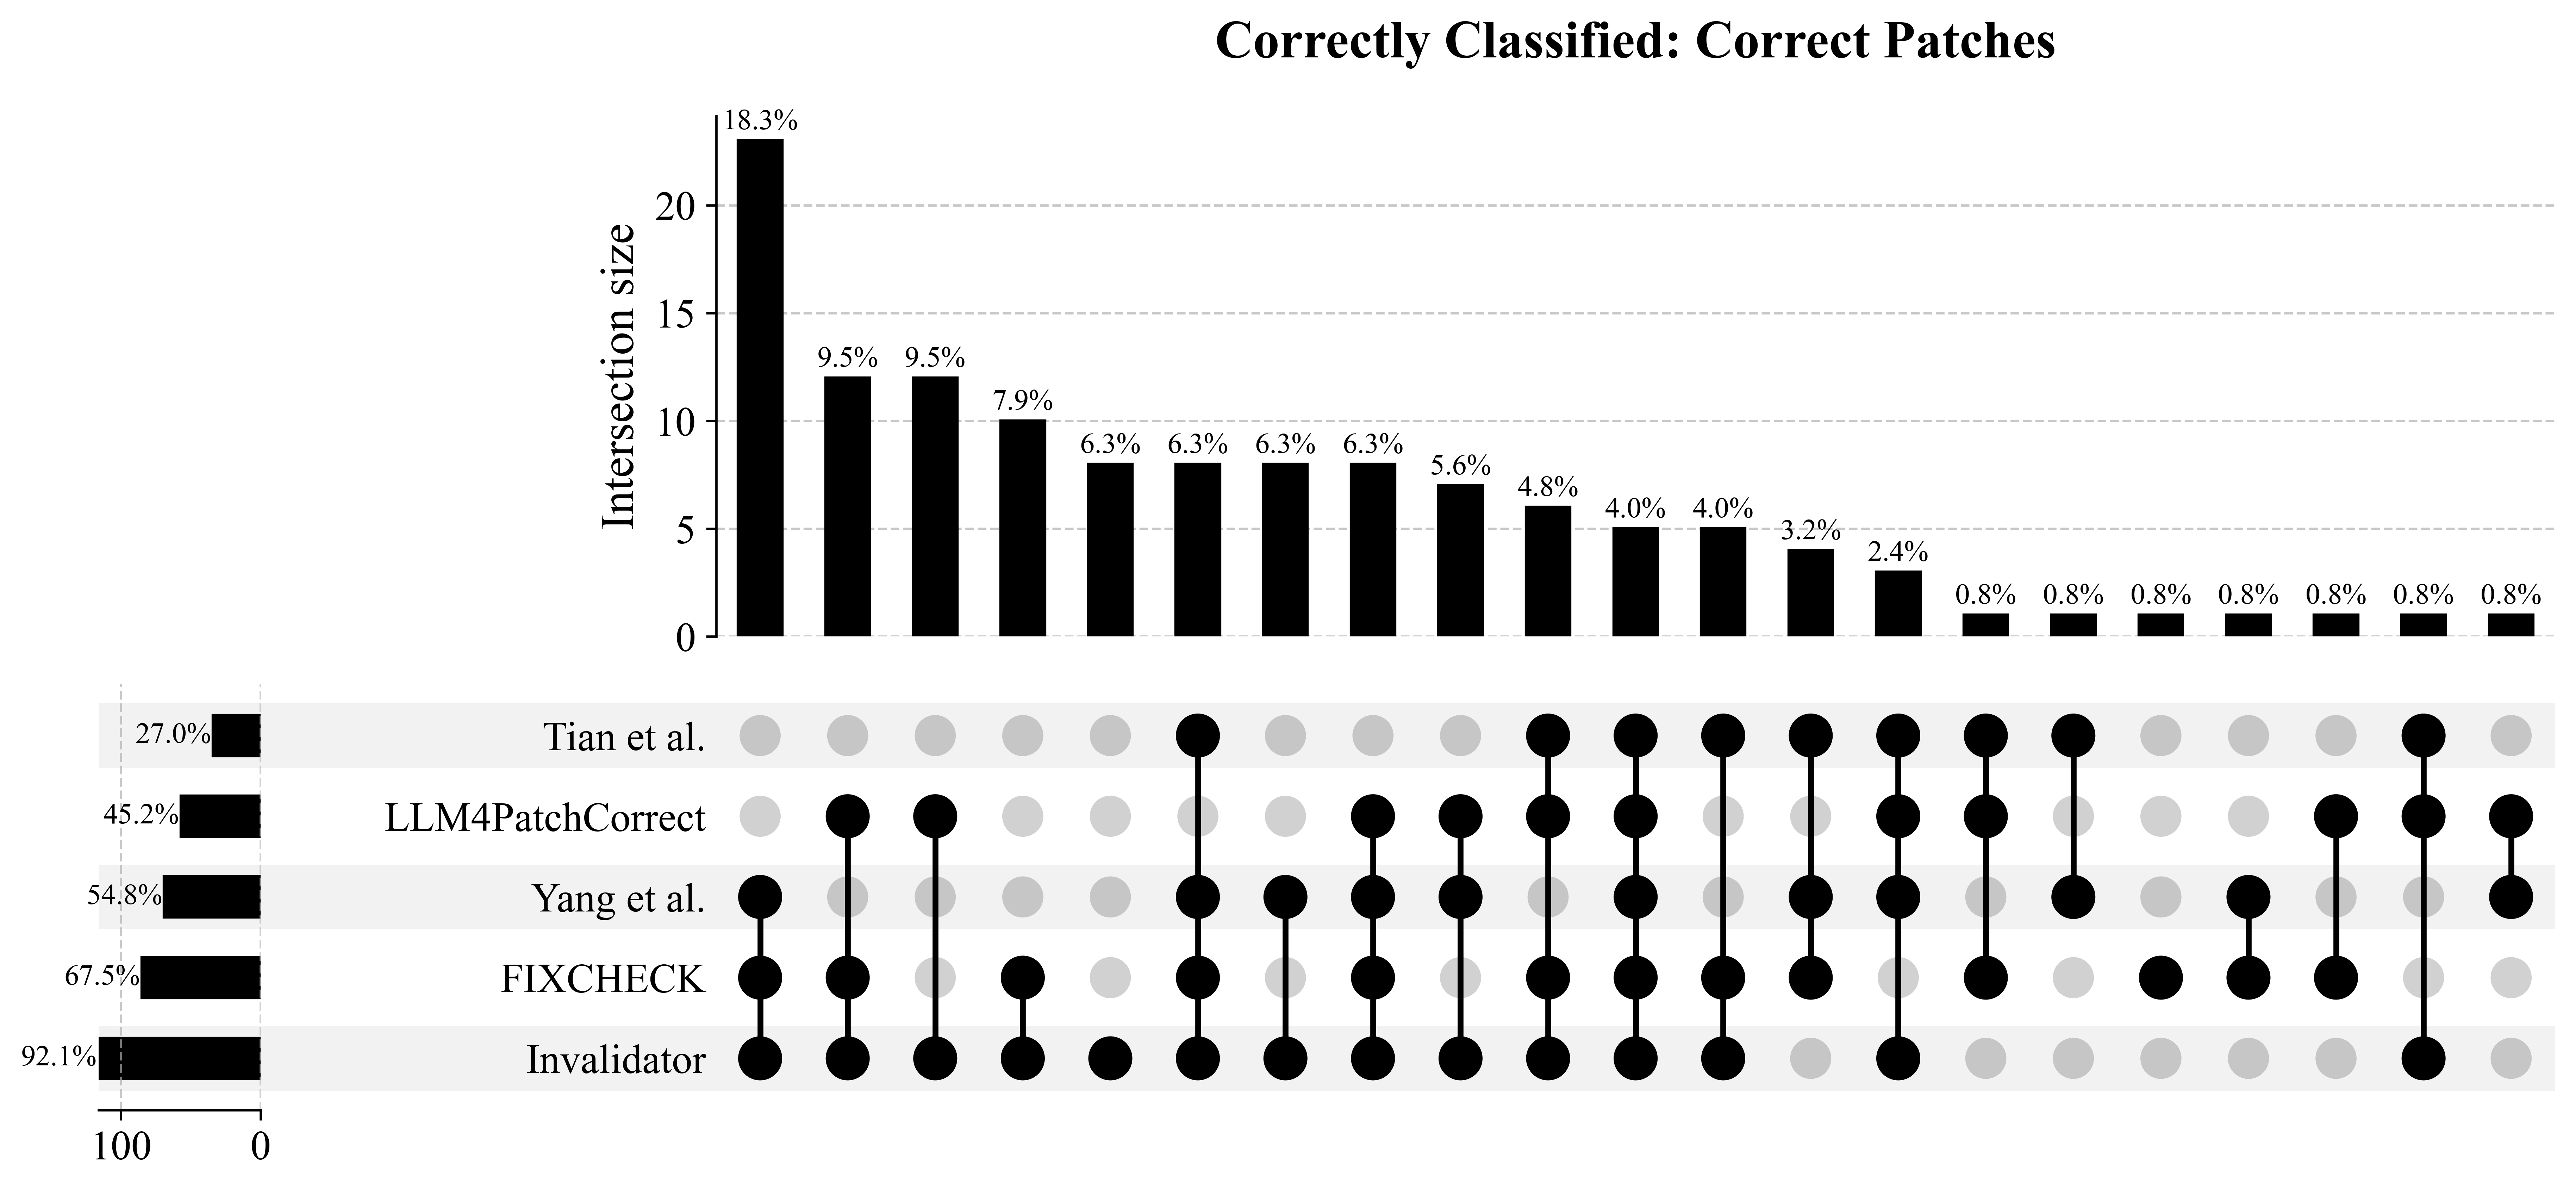 Correctly Classified: Correct Patches
18.3%
9.5% 9.5%
7.9%
6.3% 6.3% 6.3% 6.3%
5.6%
4.8%
4.0% 4.0%
3.2%
2.4%
0.8% 0.8% 0.8% 0.8% 0.8% 0.8% 0.8%
Intersection size
20
15
10
5
0
27.0% Tian et al.
45.2% LLM4PatchCorrect
54.8% Yang et al.
67.5% FIXCHECK
92.1% Invalidator
100 0